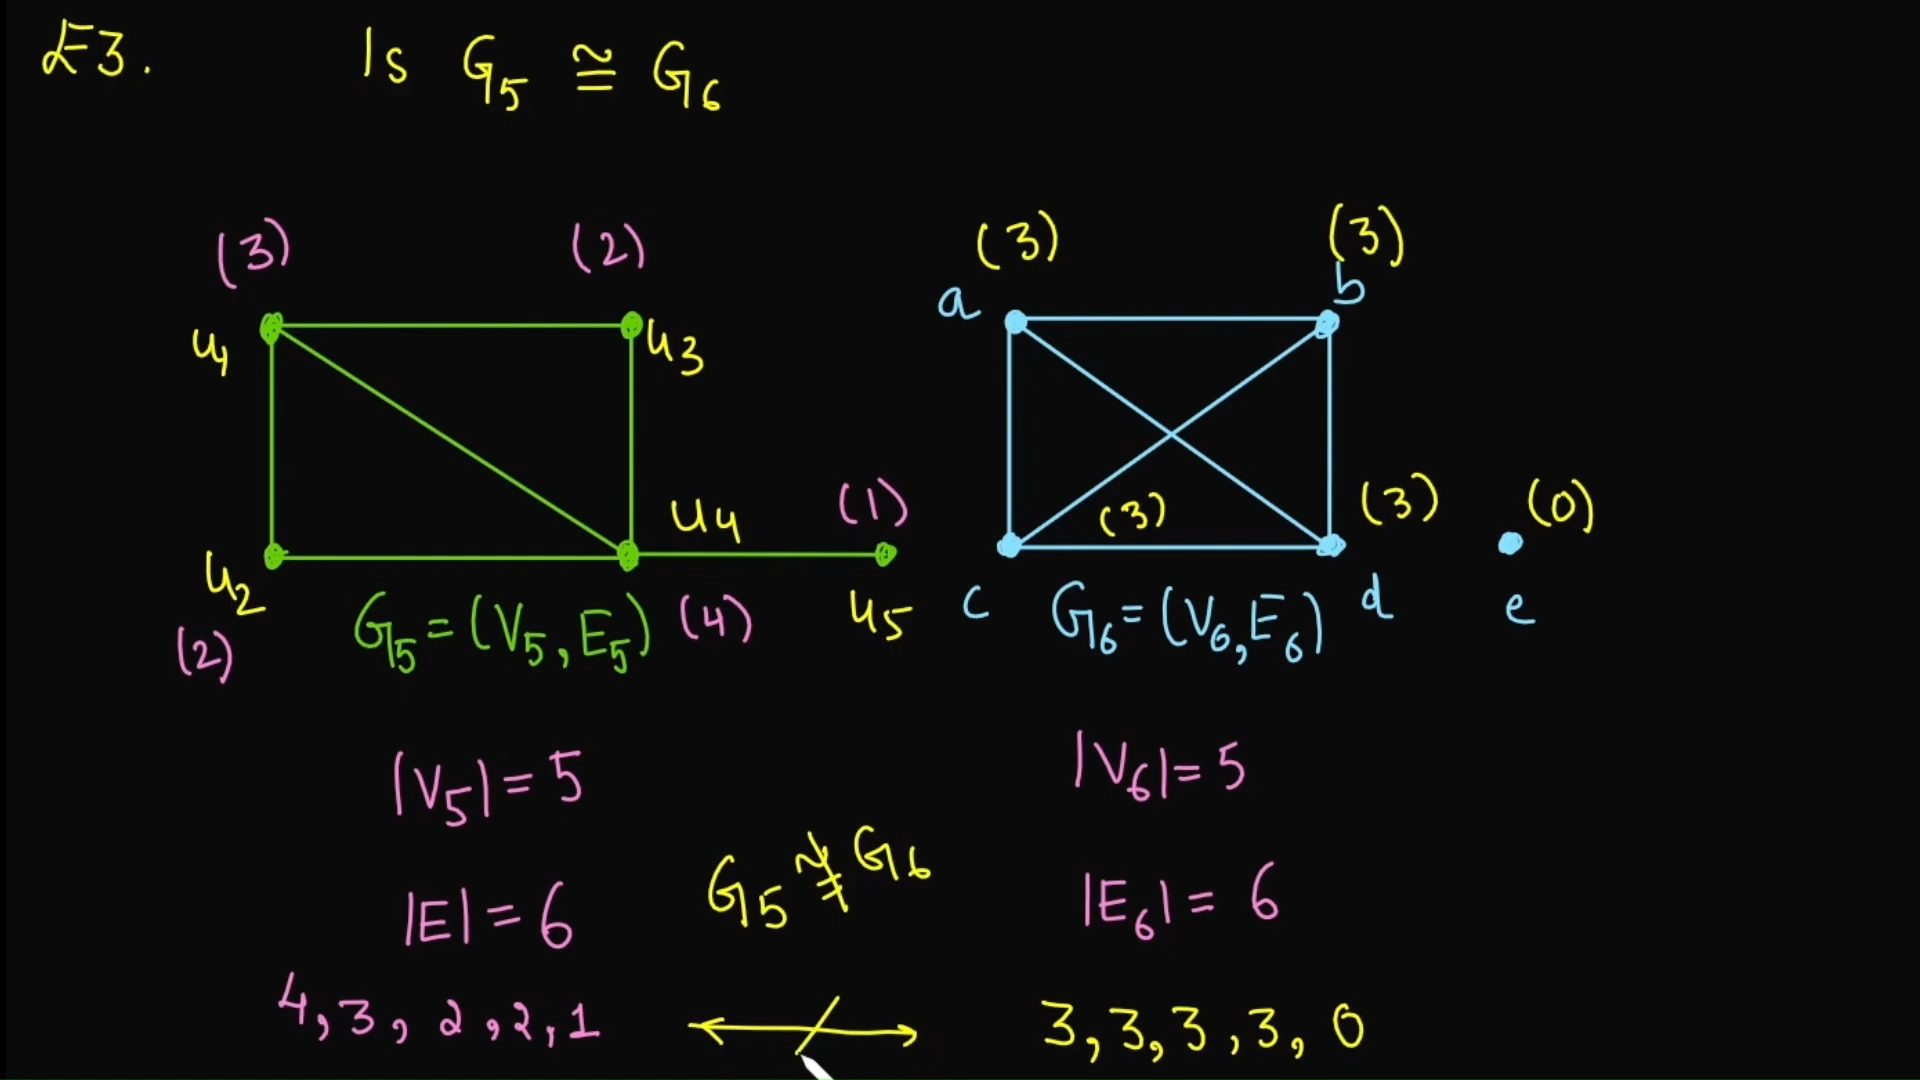 E3. Is G₅ ≅ G₆
(3) (2) (3) (3)
u₁ u₃ a b
u₄ (1) (3) (3) (0)
u₂ (2) G₅ = (V₅, E₅) (4) u₅ c G₆ = (V₆, E₆) d e
|V₅| = 5 |V₆| = 5
G₅ ≇ G₆
|E| = 6 |E₆| = 6
4, 3, 2, 2, 1 3, 3, 3, 3, 0